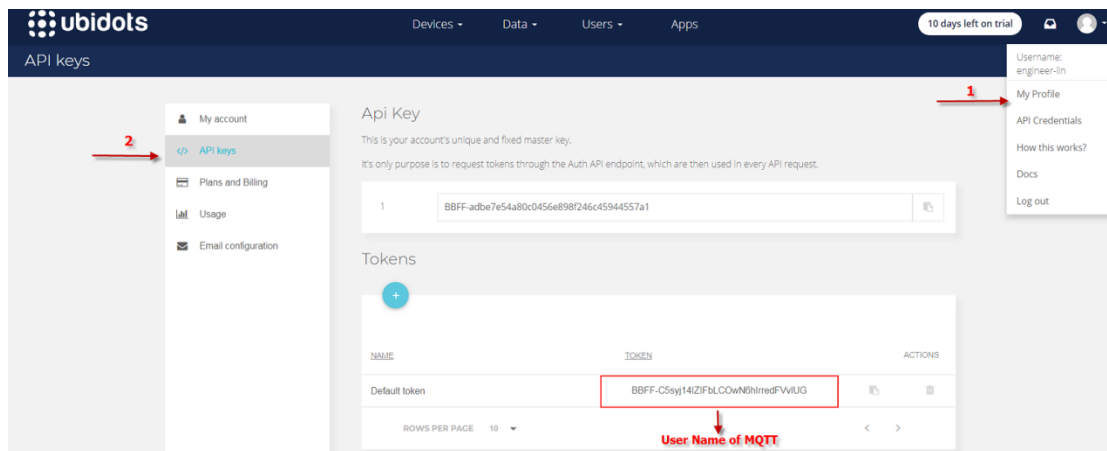 ubidots
Devices
Data
Users
Apps
10 days left on trial
API keys
Username:
engineer-lin
1
My Profile
API Credentials
How this works?
Docs
Log out
My account
2
API keys
Plans and Billing
Usage
Email configuration
Api Key
This is your account's unique and fixed master key.
It's only purpose is to request tokens through the Auth API endpoint, which are then used in every API request.
1
BBFF-adbe7e54a80c0456e898f246c45944557a1
Tokens
+
NAME
TOKEN
ACTIONS
Default token
BBFF-C5syj14IZIFbLCOwN6hIrredFVvlUG
ROWS PER PAGE 10
< >
User Name of MQTT